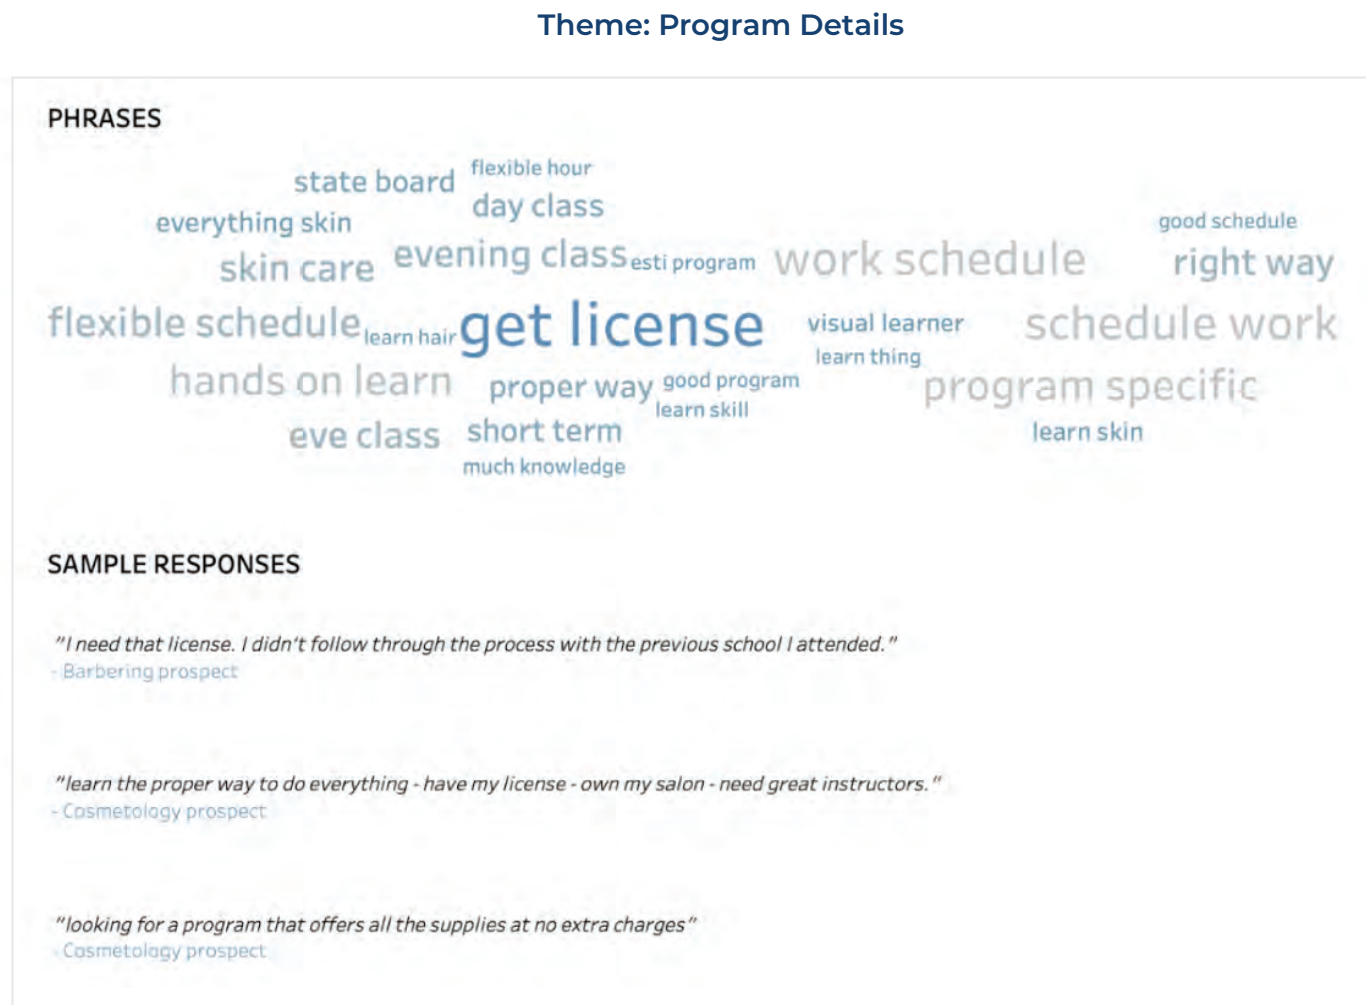 Theme: Program Details
PHRASES
flexible hour
state board
day class
everything skin
good schedule
evening class
work schedule
esti program
right way
skin care
flexible schedule
get license
visual learner
schedule work
learn hair
learn thing
hands on learn
proper way
good program
program specific
learn skill
eve class
short term
learn skin
much knowledge
SAMPLE RESPONSES
"I need that license. I didn't follow through the process with the previous school I attended."
- Barbering prospect
"learn the proper way to do everything - have my license - own my salon - need great instructors."
- Cosmetology prospect
"looking for a program that offers all the supplies at no extra charges"
- Cosmetology prospect